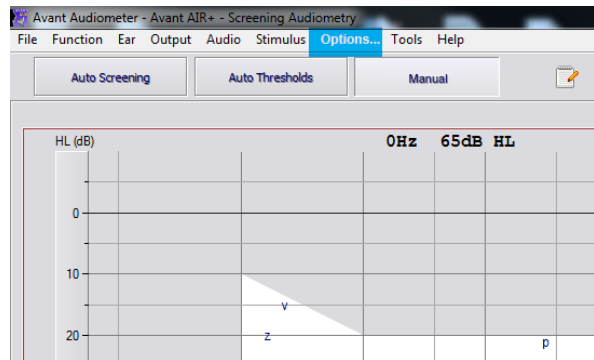 Avant Audiometer - Avant AIR+ - Screening Audiometry
File Function Ear Output Audio Stimulus Options... Tools Help
Auto Screening Auto Thresholds Manual
HL (dB) 0Hz 65dB HL
0
10
v
20 z p